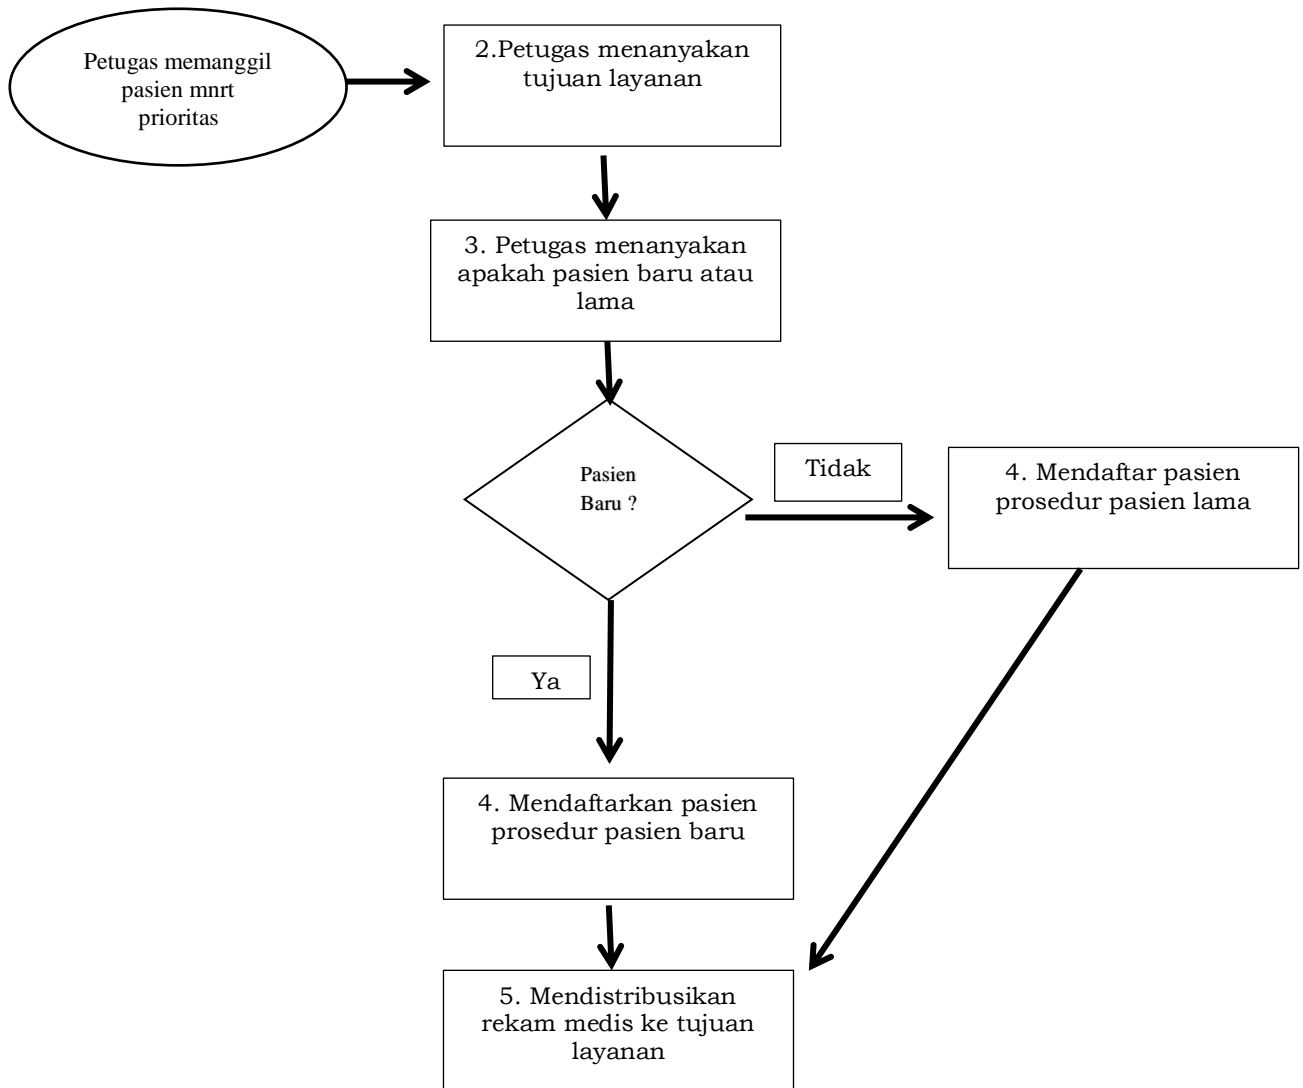 Petugas memanggil
pasien mnrt
prioritas
2.Petugas menanyakan
tujuan layanan
3. Petugas menanyakan
apakah pasien baru atau
lama
Pasien
Baru ?
Tidak
4. Mendaftar pasien
prosedur pasien lama
Ya
4. Mendaftarkan pasien
prosedur pasien baru
5. Mendistribusikan
rekam medis ke tujuan
layanan